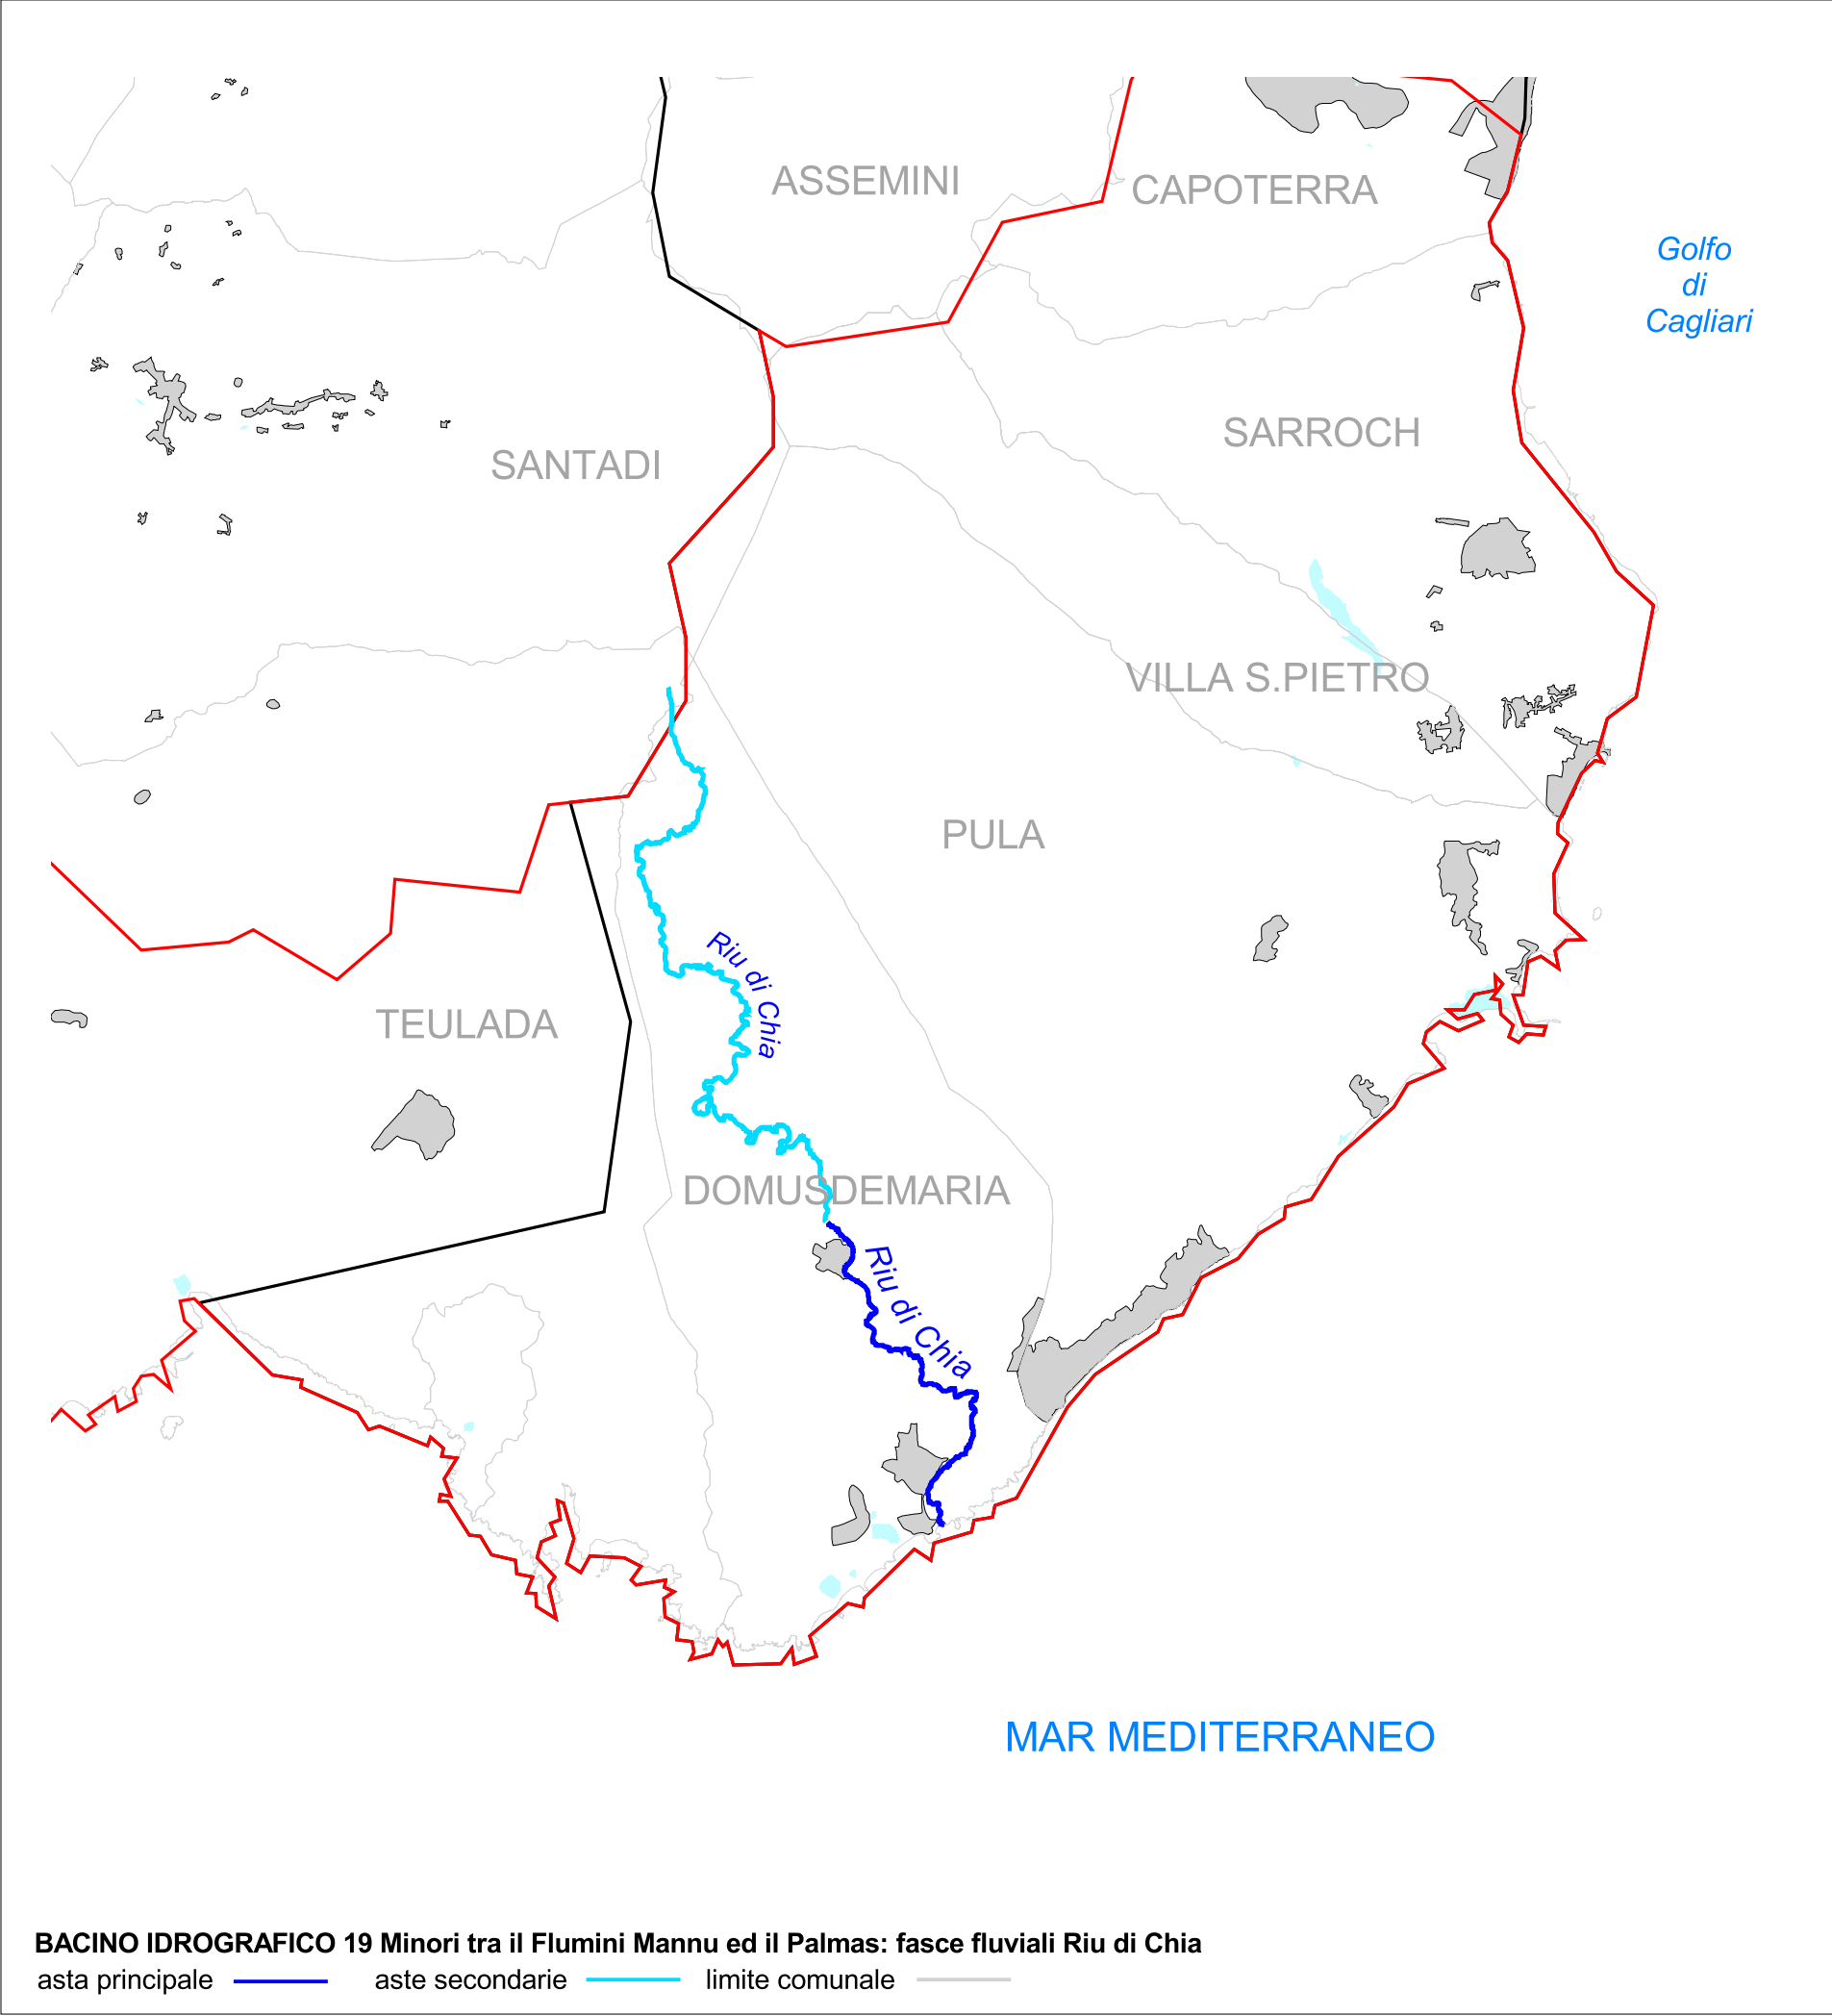 ASSEMINI
CAPOTERRA
Golfo
di
Cagliari
SARROCH
SANTADI
VILLA S.PIETRO
PULA
Riu di Chia
TEULADA
DOMUSDEMARIA
Riu di Chia
MAR MEDITERRANEO
BACINO IDROGRAFICO 19 Minori tra il Flumini Mannu ed il Palmas: fasce fluviali Riu di Chia
asta principale aste secondarie limite comunale